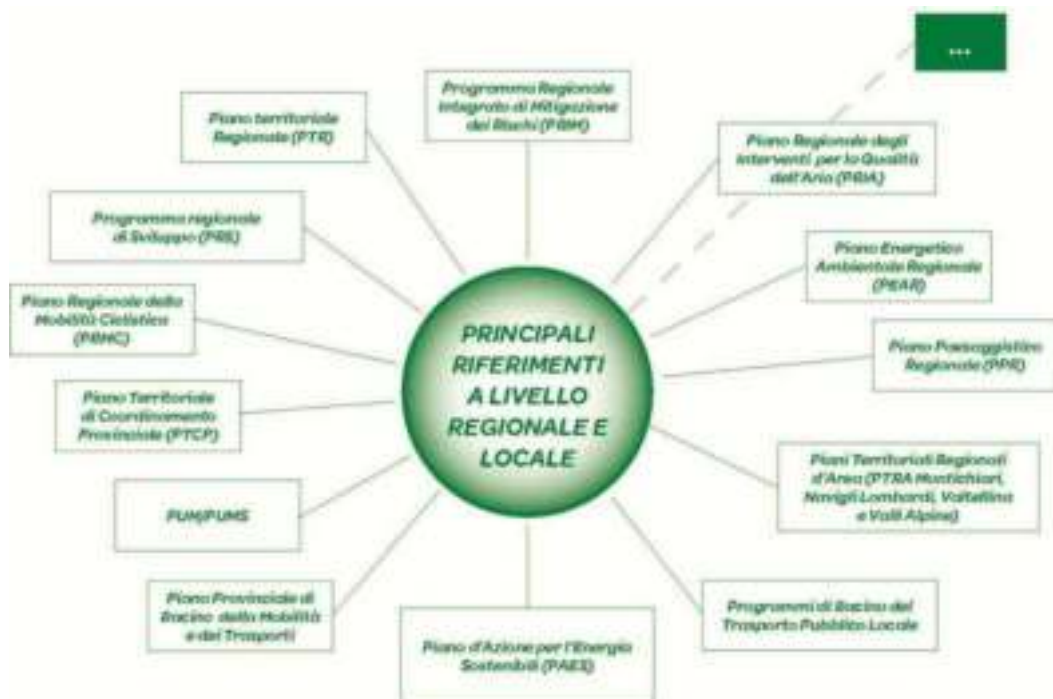 ...
Programma Regionale
Integrato di Mitigazione
dei Rischi (PRIM)
Piano territoriale
Regionale (PTR)
Piano Regionale degli
Interventi per la Qualità
dell'Aria (PRIA)
Programma regionale
di Sviluppo (PRS)
Piano Energetico
Ambientale Regionale
(PEAR)
Piano Regionale della
Mobilità Ciclistica
(PRMC)
PRINCIPALI
RIFERIMENTI
A LIVELLO
REGIONALE E
LOCALE
Piano Paesaggistico
Regionale (PPR)
Piano Territoriale
di Coordinamento
Provinciale (PTCP)
Piani Territoriali Regionali
d'Area (PTRA Montichiari,
Navigli Lombardi, Valtellina
e Valli Alpine)
PUM/PUMS
Piano Provinciale di
Bacino della Mobilità
e dei Trasporti
Programmi di Bacino del
Trasporto Pubblico Locale
Piano d'Azione per l'Energia
Sostenibili (PAES)